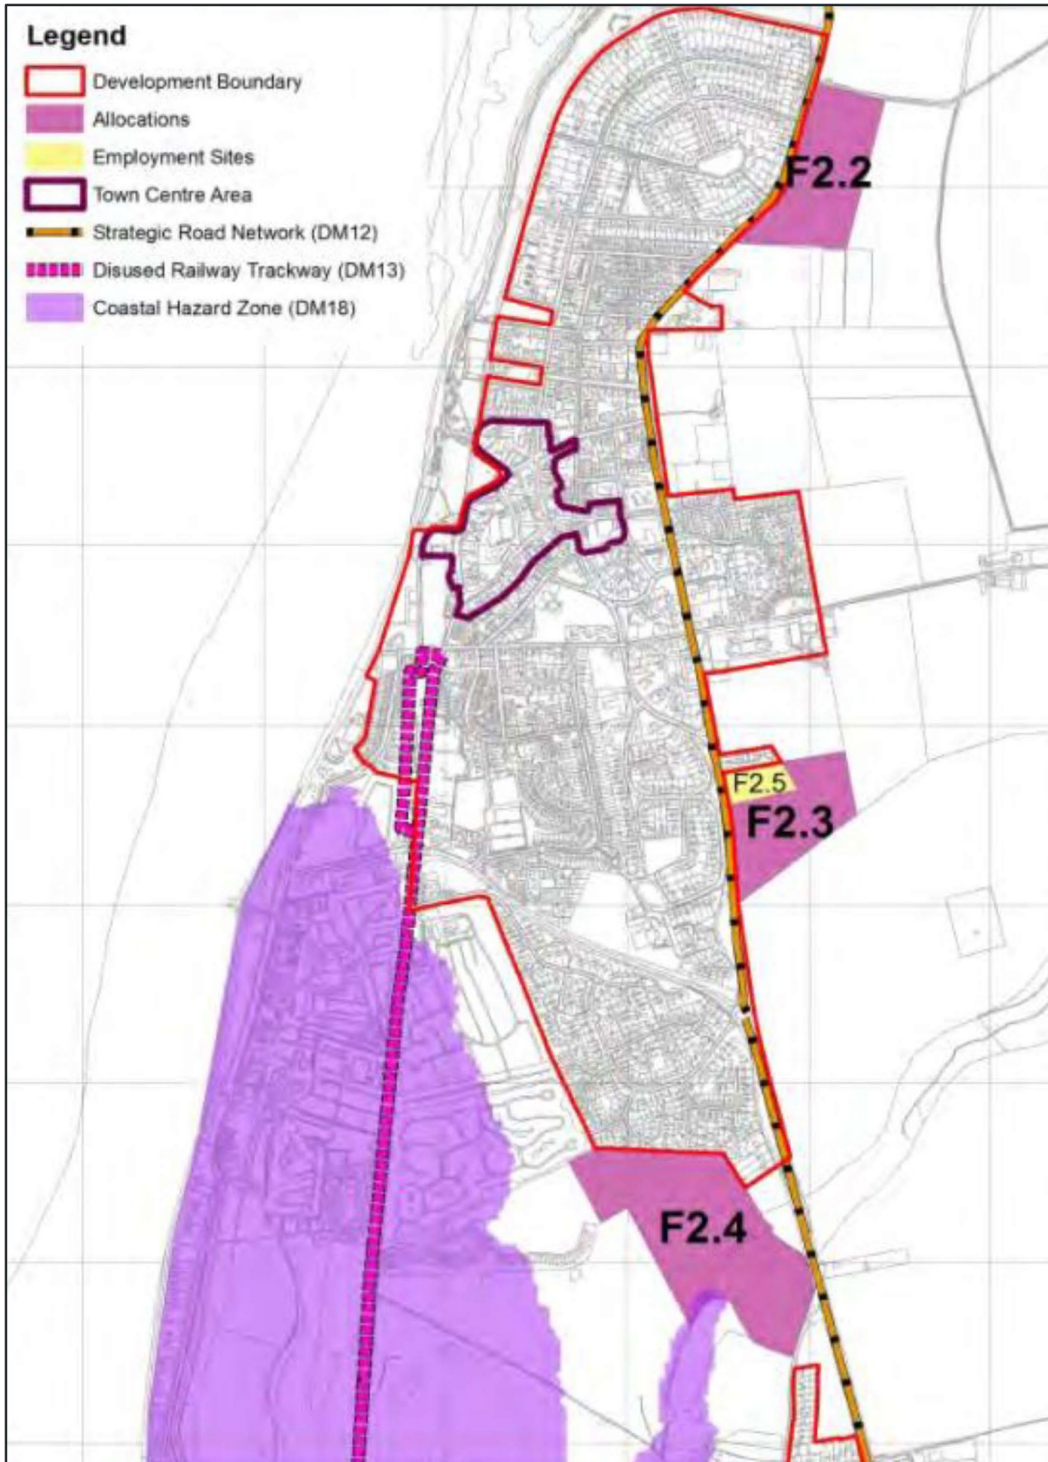 Legend
Development Boundary
Allocations
Employment Sites
Town Centre Area
Strategic Road Network (DM12)
Disused Railway Trackway (DM13)
Coastal Hazard Zone (DM18)
F2.2
F2.5
F2.3
F2.4